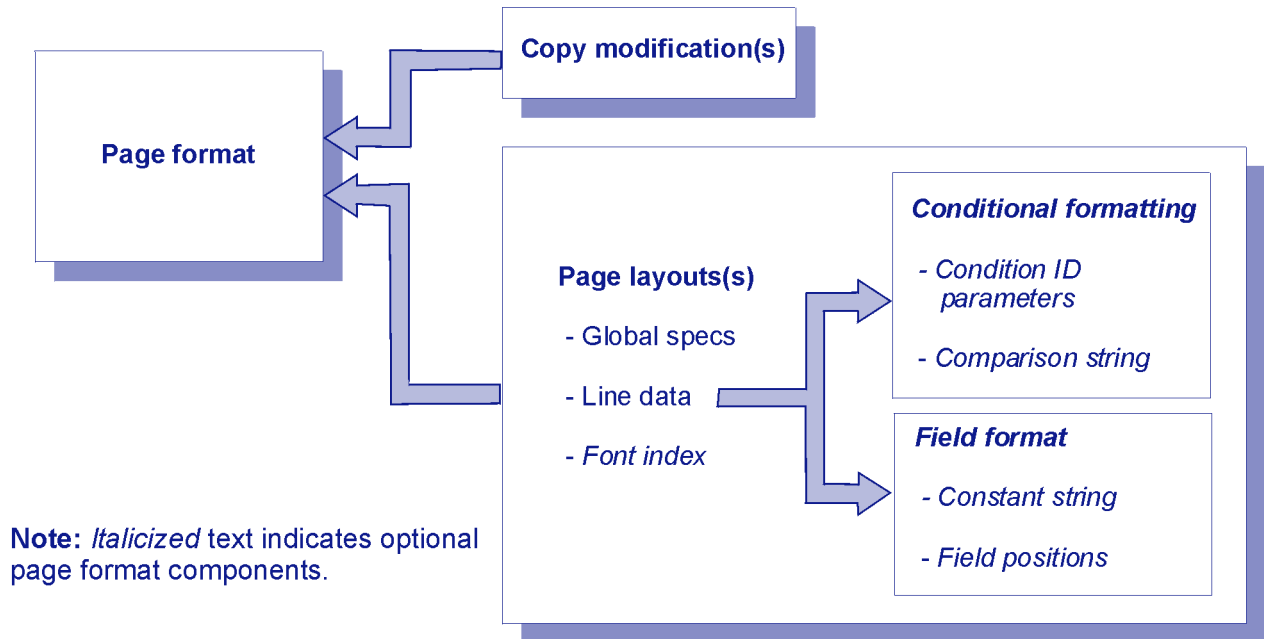 Copy modification(s)
Page format
Page layouts(s)
- Global specs
- Line data
- Font index
Conditional formatting
- Condition ID
parameters
- Comparison string
Field format
- Constant string
- Field positions
Note: Italicized text indicates optional
page format components.